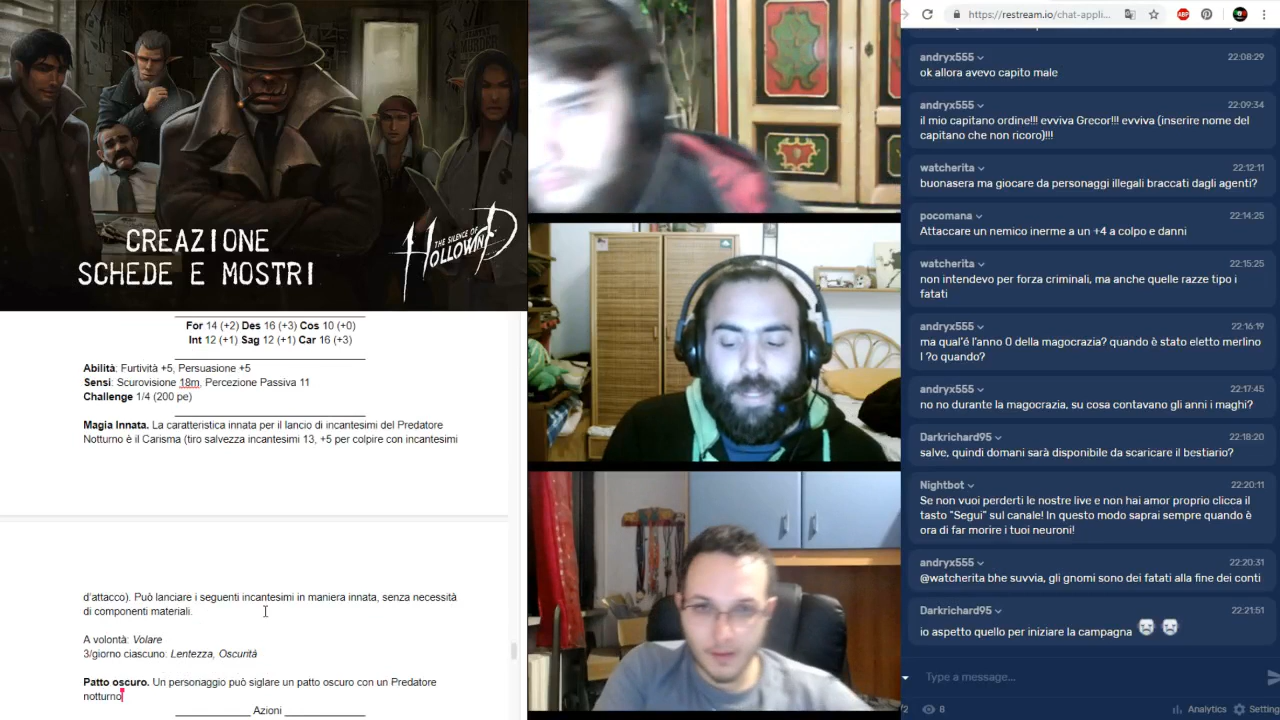 CREAZIONE
SCHEDE E MOSTRI
THE SILENCE OF
HOLLOWIND
For 14 (+2) Des 16 (+3) Cos 10 (+0)
Int 12 (+1) Sag 12 (+1) Car 16 (+3)
Abilità: Furtività +5, Persuasione +5
Sensi: Scurovisione 18m, Percezione Passiva 11
Challenge 1/4 (200 pe)
Magia Innata. La caratteristica innata per il lancio di incantesimi del Predatore
Notturno è il Carisma (tiro salvezza incantesimi 13, +5 per colpire con incantesimi
d'attacco). Può lanciare i seguenti incantesimi in maniera innata, senza necessità
di componenti materiali.
A volontà: Volare
3/giorno ciascuno: Lentezza, Oscurità
Patto oscuro. Un personaggio può siglare un patto oscuro con un Predatore
notturno
Azioni
https://restream.io/chat-appli...
ABP
andryx555 22:08:29
ok allora avevo capito male
andryx555 22:09:34
il mio capitano ordine!!! evviva Grecor!!! evviva (inserire nome del
capitano che non ricoro)!!!
watcherita 22:12:11
buonasera ma giocare da personaggi illegali braccati dagli agenti?
pocomana 22:14:25
Attaccare un nemico inerme a un +4 a colpo e danni
watcherita 22:15:25
non intendevo per forza criminali, ma anche quelle razze tipo i
fatati
andryx555 22:16:19
ma qual'é l'anno 0 della magocrazia? quando è stato eletto merlino
I ?o quando?
andryx555 22:17:45
no no durante la magocrazia, su cosa contavano gli anni i maghi?
Darkrichard95 22:18:20
salve, quindi domani sarà disponibile da scaricare il bestiario?
Nightbot 22:20:11
Se non vuoi perderti le nostre live e non hai amor proprio clicca il
tasto "Segui" sul canale! In questo modo saprai sempre quando è
ora di far morire i tuoi neuroni!
andryx555 22:20:31
@watcherita bhe suvvia, gli gnomi sono dei fatati alla fine dei conti
Darkrichard95 22:21:51
io aspetto quello per iniziare la campagna
Type a message...
/2 8 Analytics Setting